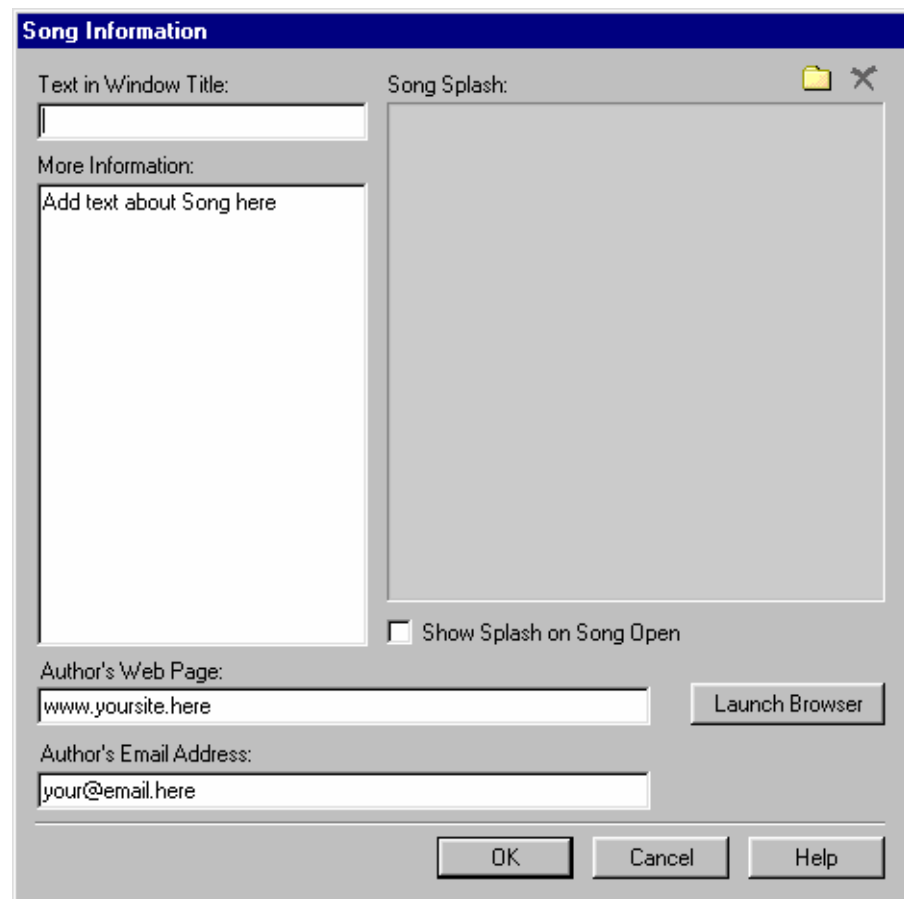 Song Information
Text in Window Title:
Song Splash:
More Information:
Add text about Song here
Show Splash on Song Open
Author's Web Page:
www.yoursite.here
Launch Browser
Author's Email Address:
your@email.here
OK
Cancel
Help